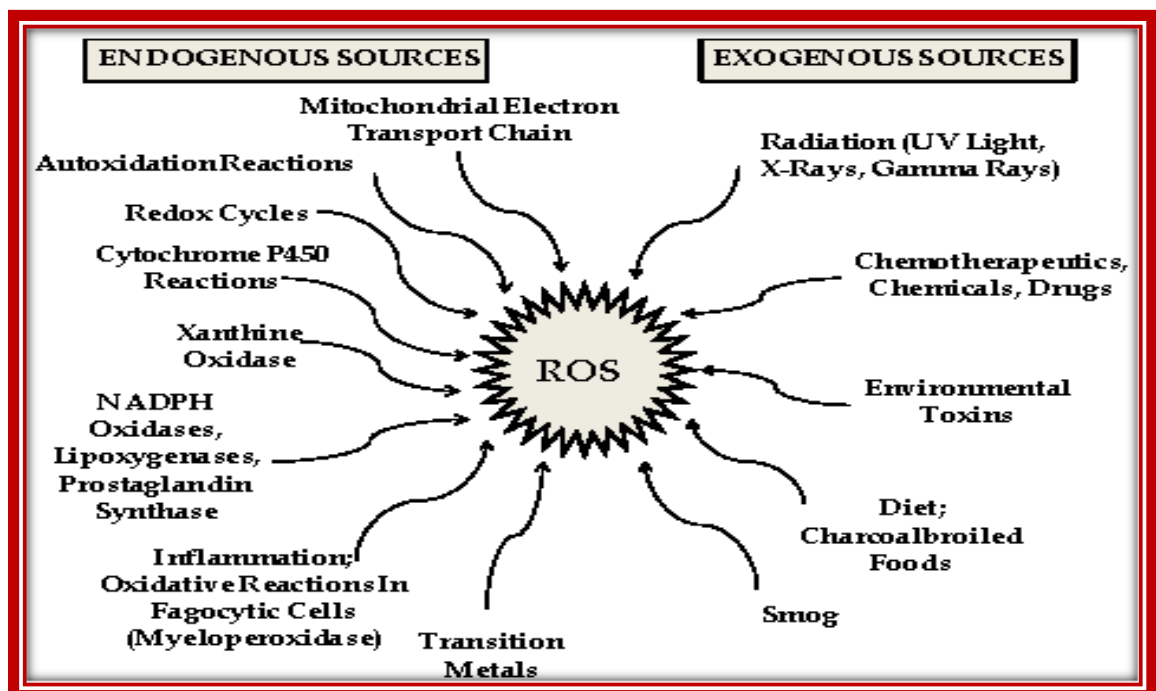 ENDOGENOUS SOURCES
EXOGENOUS SOURCES
Mitochondrial Electron
Transport Chain
Autoxidation Reactions
Redox Cycles
Cytochrome P450
Reactions
Xanthine
Oxidase
NADPH
Oxidases,
Lipoxygenases,
Prostaglandin
Synthase
Inflammation;
Oxidative Reactions In
Fagocytic Cells
(Myeloperoxidase)
Transition
Metals
ROS
Radiation (UV Light,
X-Rays, Gamma Rays)
Chemotherapeutics,
Chemicals, Drugs
Environmental
Toxins
Diet;
Charcoalbroiled
Foods
Smog